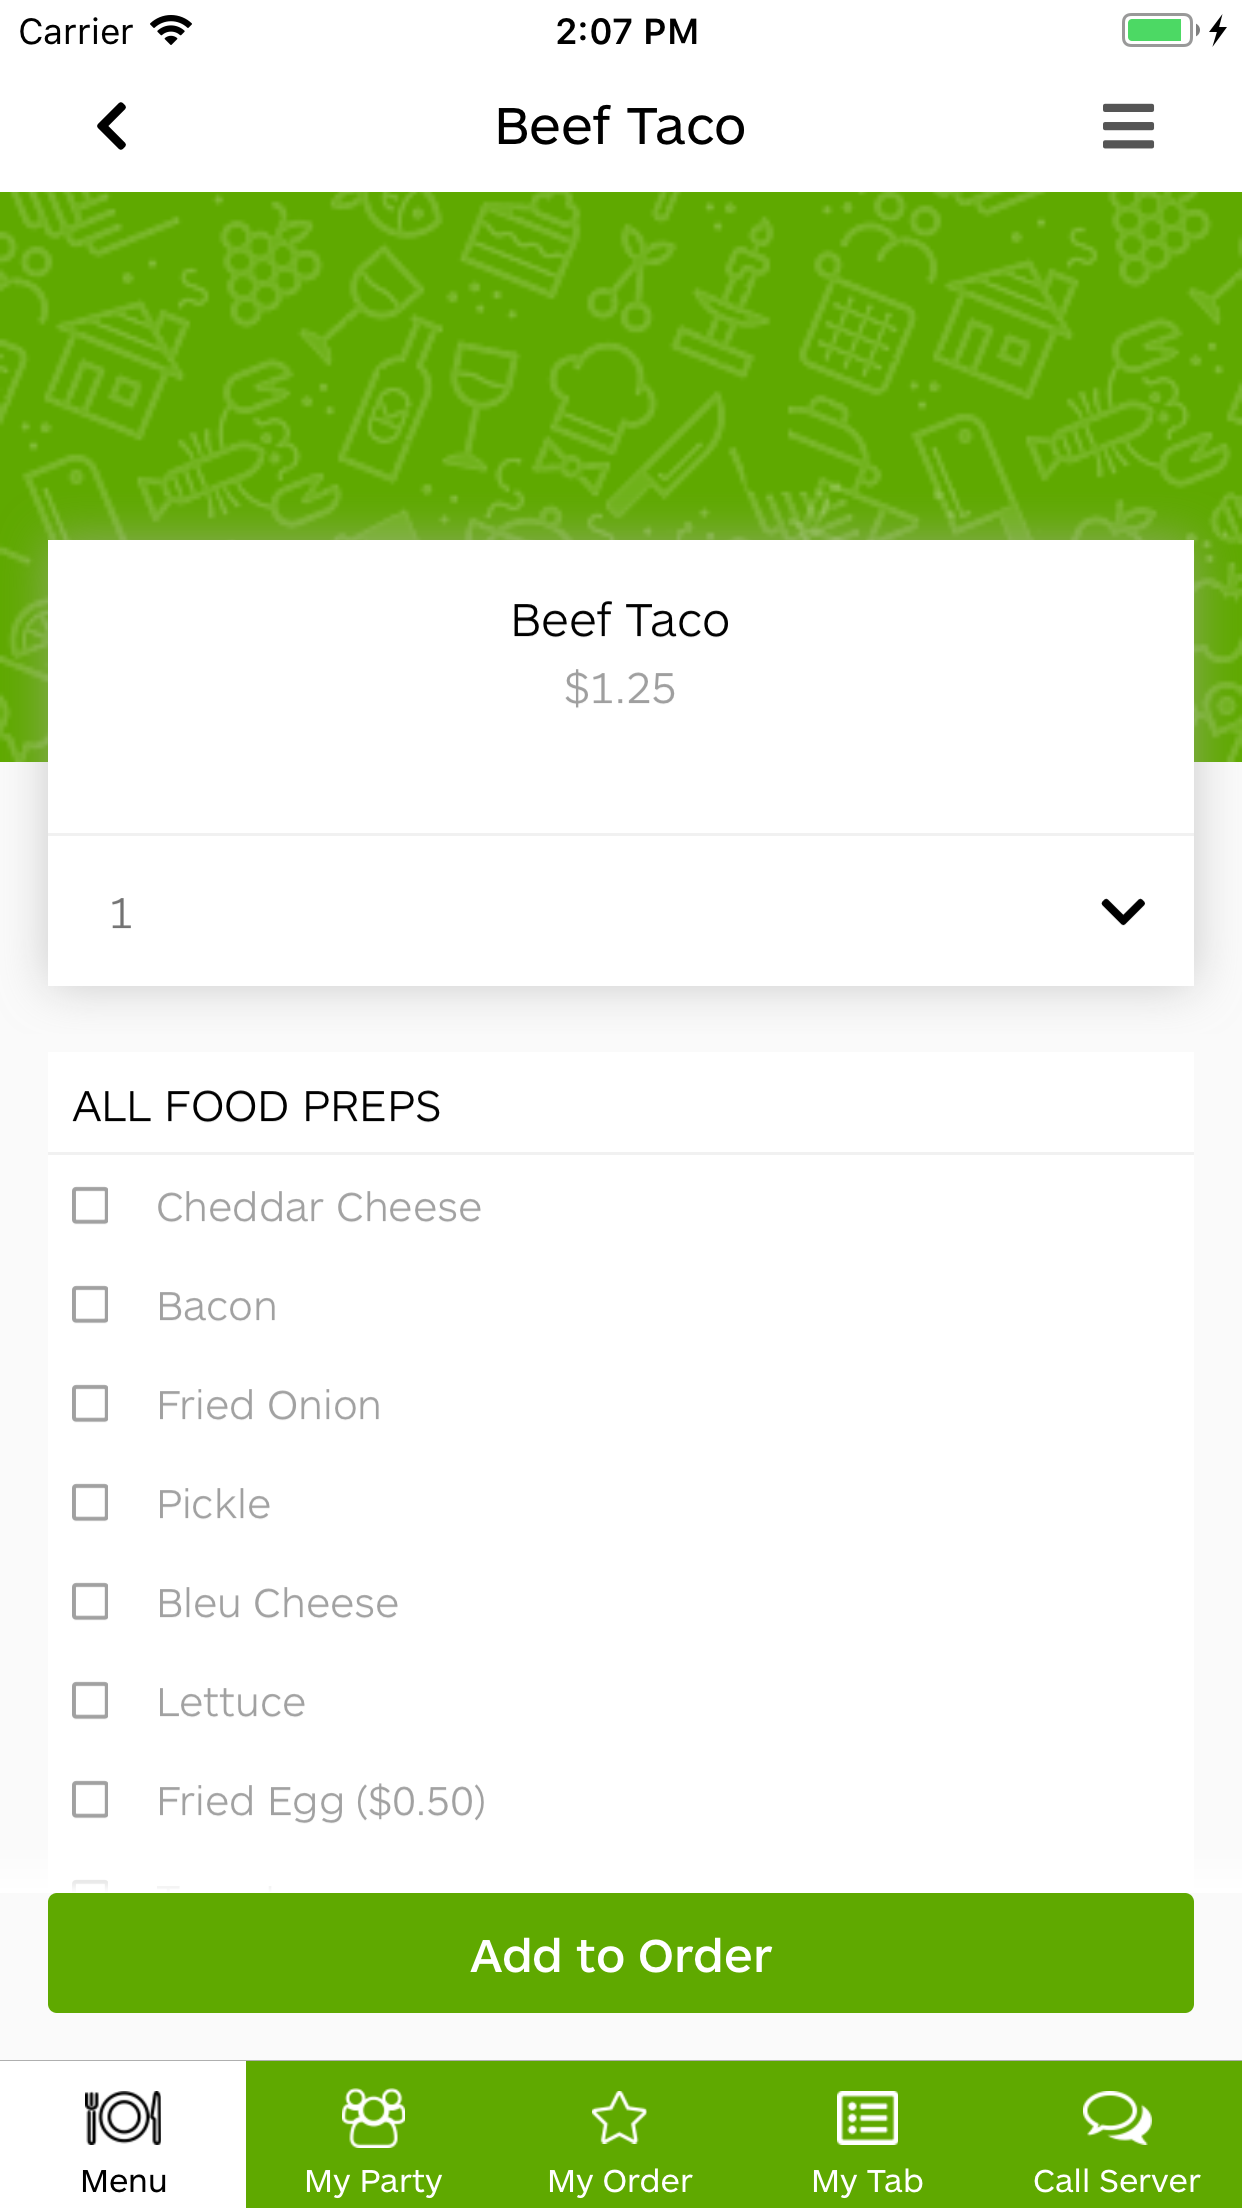 Carrier 2:07 PM
Beef Taco
Beef Taco
$1.25
1
ALL FOOD PREPS
Cheddar Cheese
Bacon
Fried Onion
Pickle
Bleu Cheese
Lettuce
Fried Egg ($0.50)
Add to Order
Menu My Party My Order My Tab Call Server